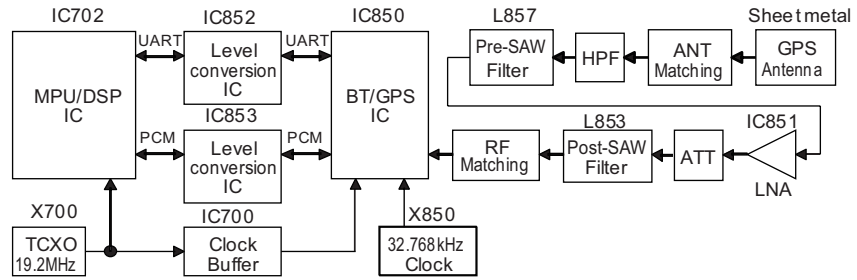 IC702
IC852
IC850
L857
Sheet metal
UART
Level
conversion
IC
UART
Pre-SAW
Filter
HPF
ANT
Matching
GPS
Antenna
MPU/DSP
IC
BT/GPS
IC
IC853
PCM
Level
conversion
IC
PCM
L853
IC851
RF
Matching
Post-SAW
Filter
ATT
LNA
X700
IC700
X850
TCXO
19.2MHz
Clock
Buffer
32.768kHz
Clock